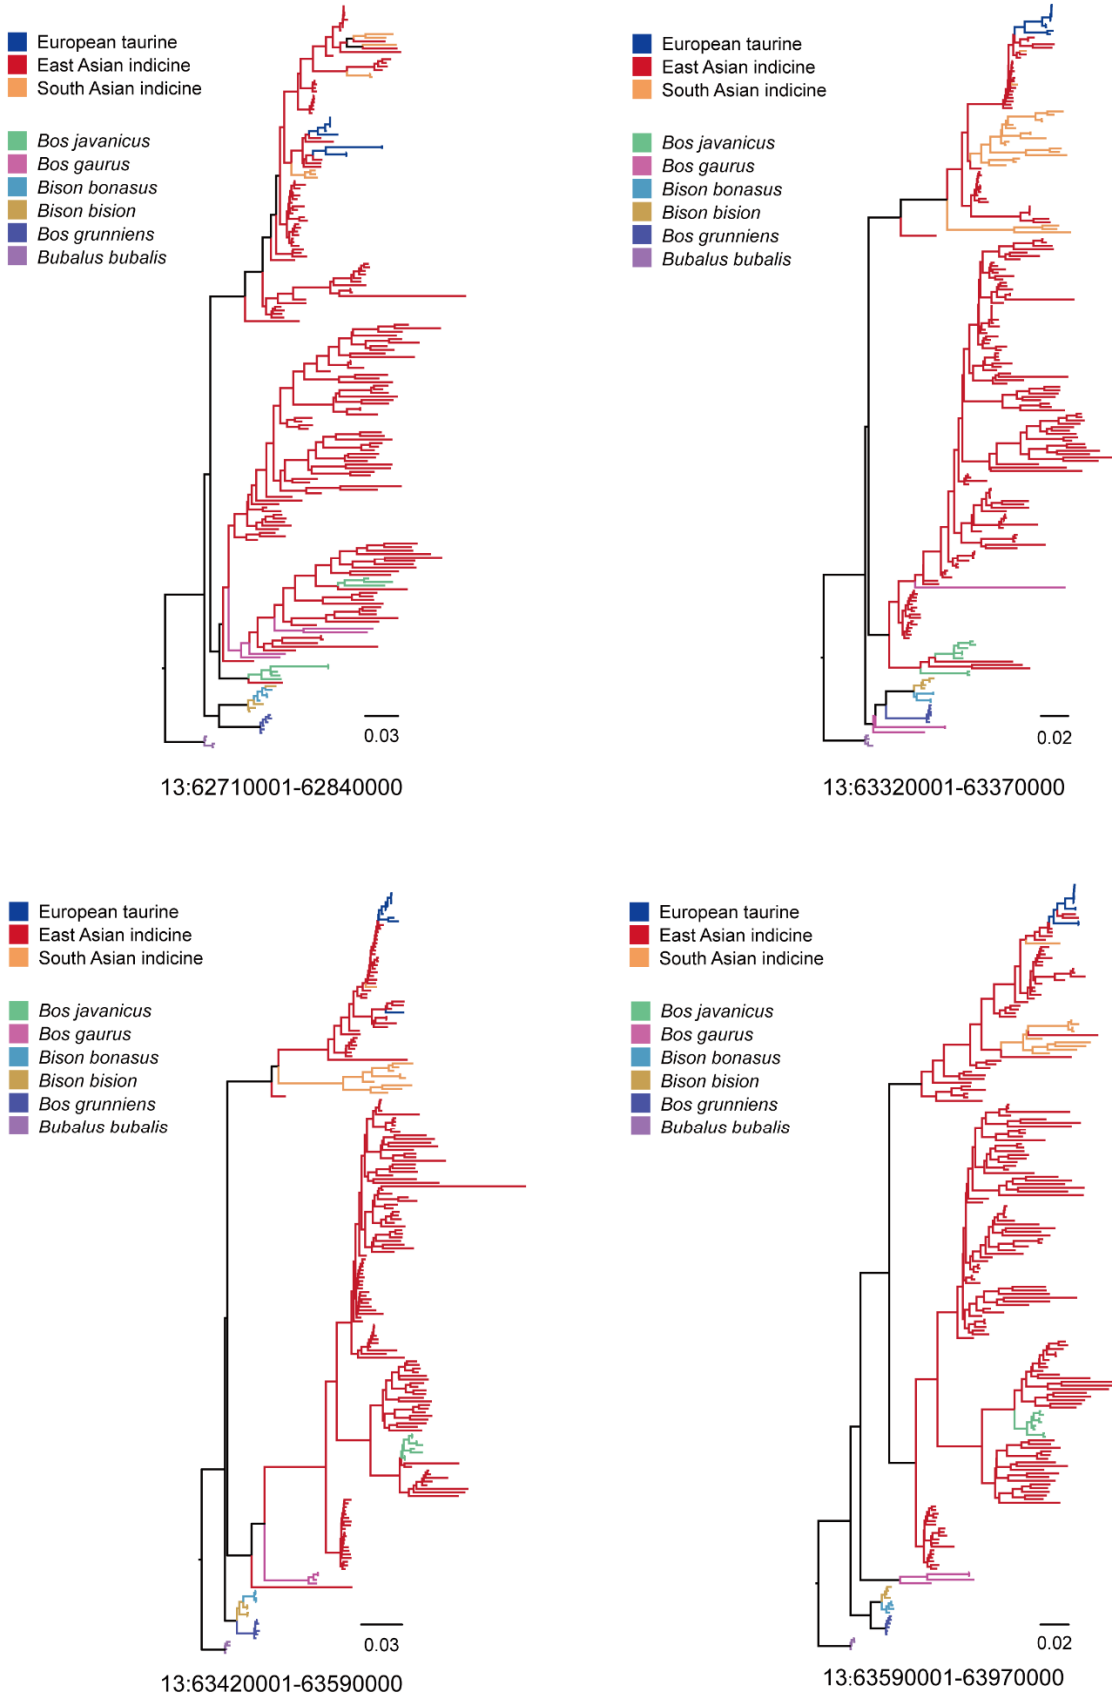 European taurine
East Asian indicine
South Asian indicine
Bos javanicus
Bos gaurus
Bison bonasus
Bison bision
Bos grunniens
Bubalus bubalis
0.03
13:62710001-62840000
European taurine
East Asian indicine
South Asian indicine
Bos javanicus
Bos gaurus
Bison bonasus
Bison bision
Bos grunniens
Bubalus bubalis
0.02
13:63320001-63370000
European taurine
East Asian indicine
South Asian indicine
Bos javanicus
Bos gaurus
Bison bonasus
Bison bision
Bos grunniens
Bubalus bubalis
0.03
13:63420001-63590000
European taurine
East Asian indicine
South Asian indicine
Bos javanicus
Bos gaurus
Bison bonasus
Bison bision
Bos grunniens
Bubalus bubalis
0.02
13:63590001-63970000